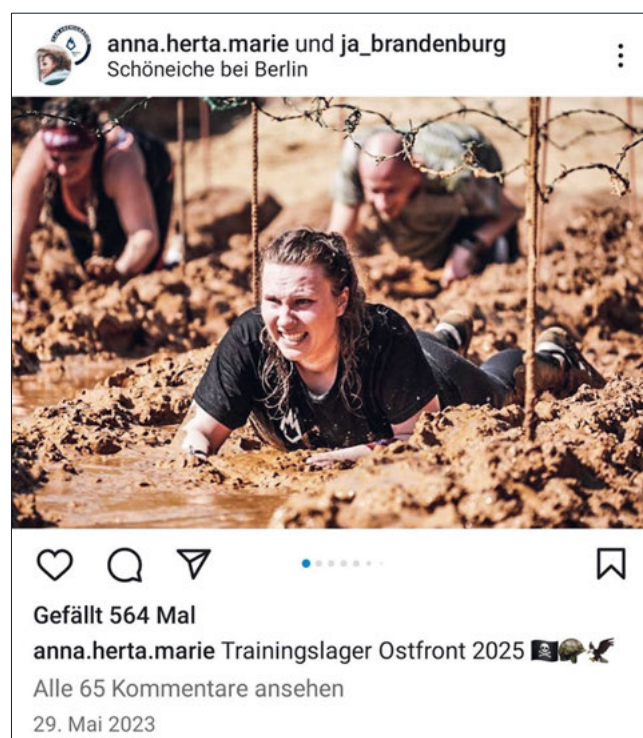 anna.herta.marie und ja_brandenburg
Schöneiche bei Berlin
Gefällt 564 Mal
anna.herta.marie Trainingslager Ostfront 2025 🏴‍☠️🪖🦅
Alle 65 Kommentare ansehen
29. Mai 2023